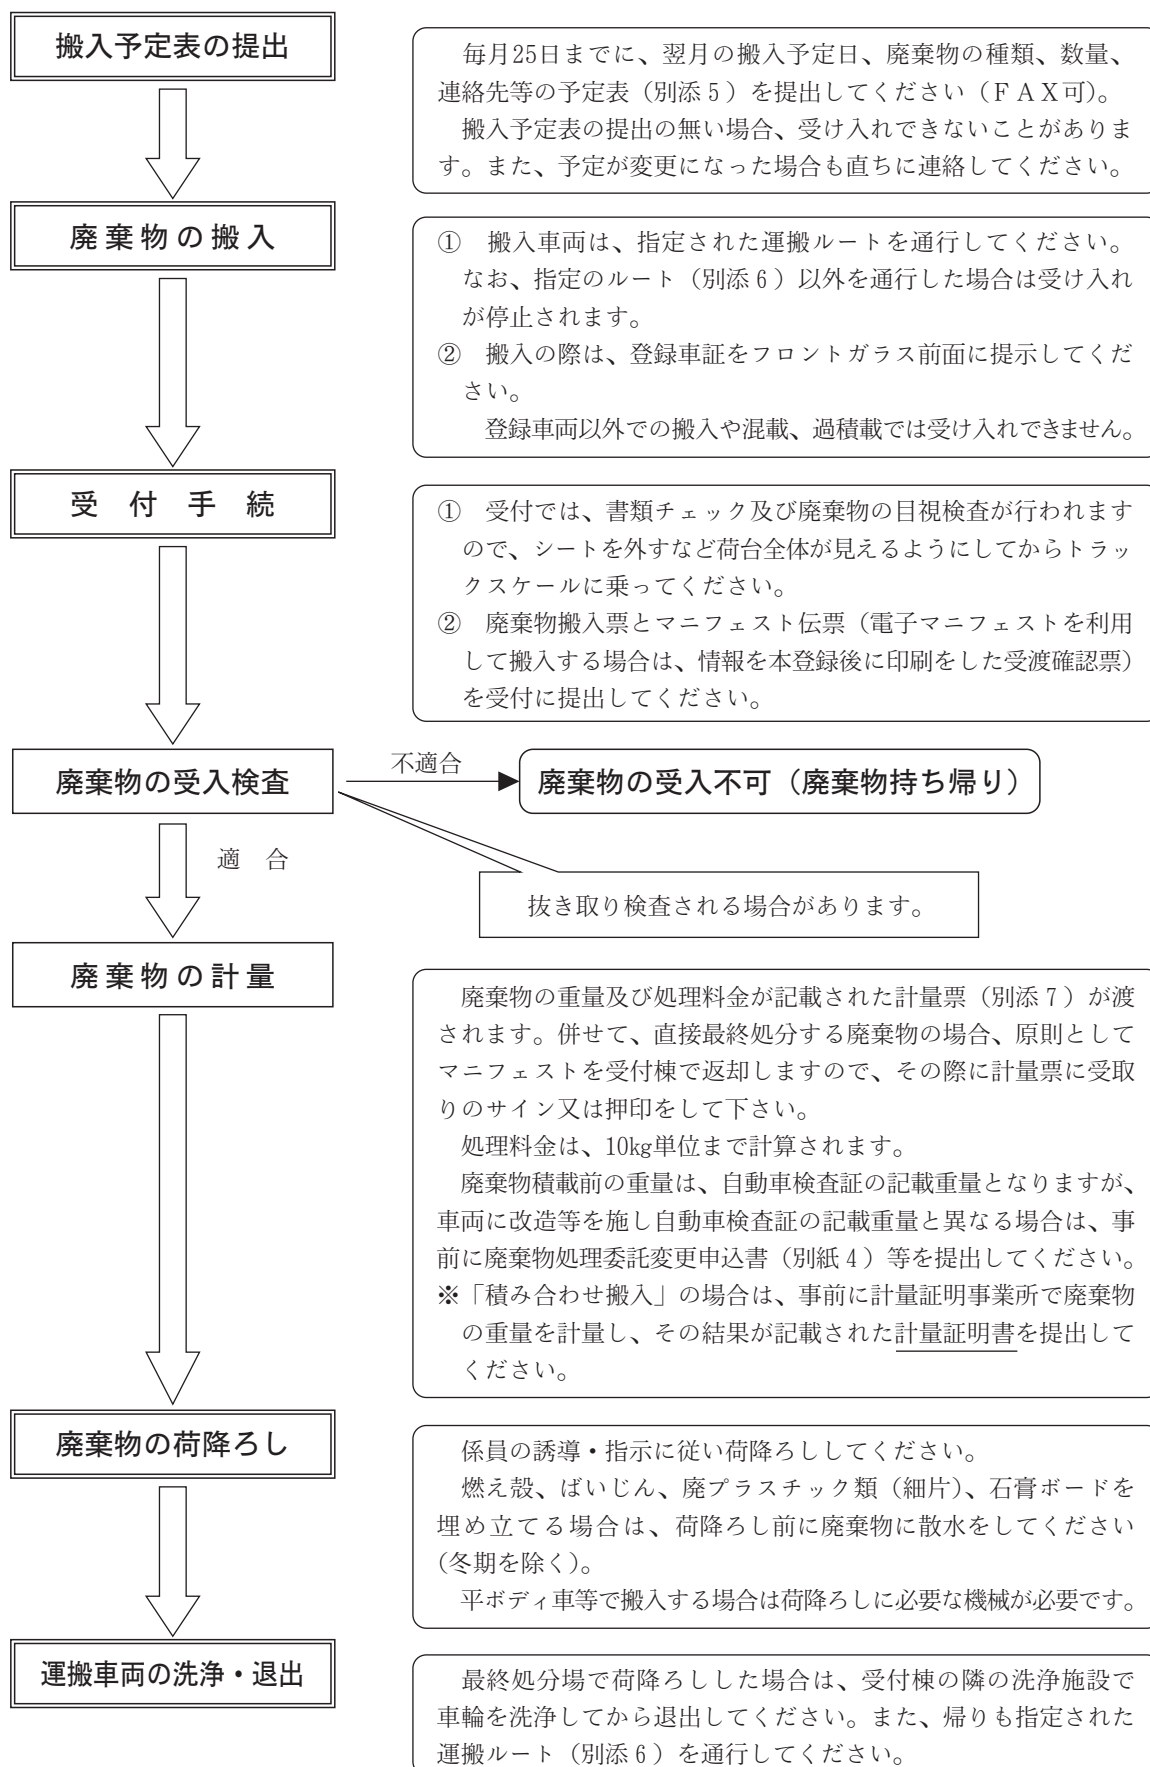 搬入予定表の提出
毎月25日までに、翌月の搬入予定日、廃棄物の種類、数量、
連絡先等の予定表（別添５）を提出してください（ＦＡＸ可）。
搬入予定表の提出の無い場合、受け入れできないことがありま
す。また、予定が変更になった場合も直ちに連絡してください。
廃棄物の搬入
①　搬入車両は、指定された運搬ルートを通行してください。
なお、指定のルート（別添６）以外を通行した場合は受け入れ
が停止されます。
②　搬入の際は、登録車証をフロントガラス前面に提示してくだ
さい。
登録車両以外での搬入や混載、過積載では受け入れできません。
受　付　手　続
①　受付では、書類チェック及び廃棄物の目視検査が行われます
ので、シートを外すなど荷台全体が見えるようにしてからトラッ
クスケールに乗ってください。
②　廃棄物搬入票とマニフェスト伝票（電子マニフェストを利用
して搬入する場合は、情報を本登録後に印刷をした受渡確認票）
を受付に提出してください。
廃棄物の受入検査
不適合
廃棄物の受入不可（廃棄物持ち帰り）
適　合
抜き取り検査される場合があります。
廃棄物の計量
廃棄物の重量及び処理料金が記載された計量票（別添７）が渡
されます。併せて、直接最終処分する廃棄物の場合、原則として
マニフェストを受付棟で返却しますので、その際に計量票に受取
りのサイン又は押印をして下さい。
処理料金は、10㎏単位まで計算されます。
廃棄物積載前の重量は、自動車検査証の記載重量となりますが、
車両に改造等を施し自動車検査証の記載重量と異なる場合は、事
前に廃棄物処理委託変更申込書（別紙４）等を提出してください。
※「積み合わせ搬入」の場合は、事前に計量証明事業所で廃棄物
の重量を計量し、その結果が記載された計量証明書を提出して
ください。
廃棄物の荷降ろし
係員の誘導・指示に従い荷降ろししてください。
燃え殻、ばいじん、廃プラスチック類（細片）、石膏ボードを
埋め立てる場合は、荷降ろし前に廃棄物に散水をしてください
（冬期を除く）。
平ボディ車等で搬入する場合は荷降ろしに必要な機械が必要です。
運搬車両の洗浄・退出
最終処分場で荷降ろしした場合は、受付棟の隣の洗浄施設で
車輪を洗浄してから退出してください。また、帰りも指定された
運搬ルート（別添６）を通行してください。